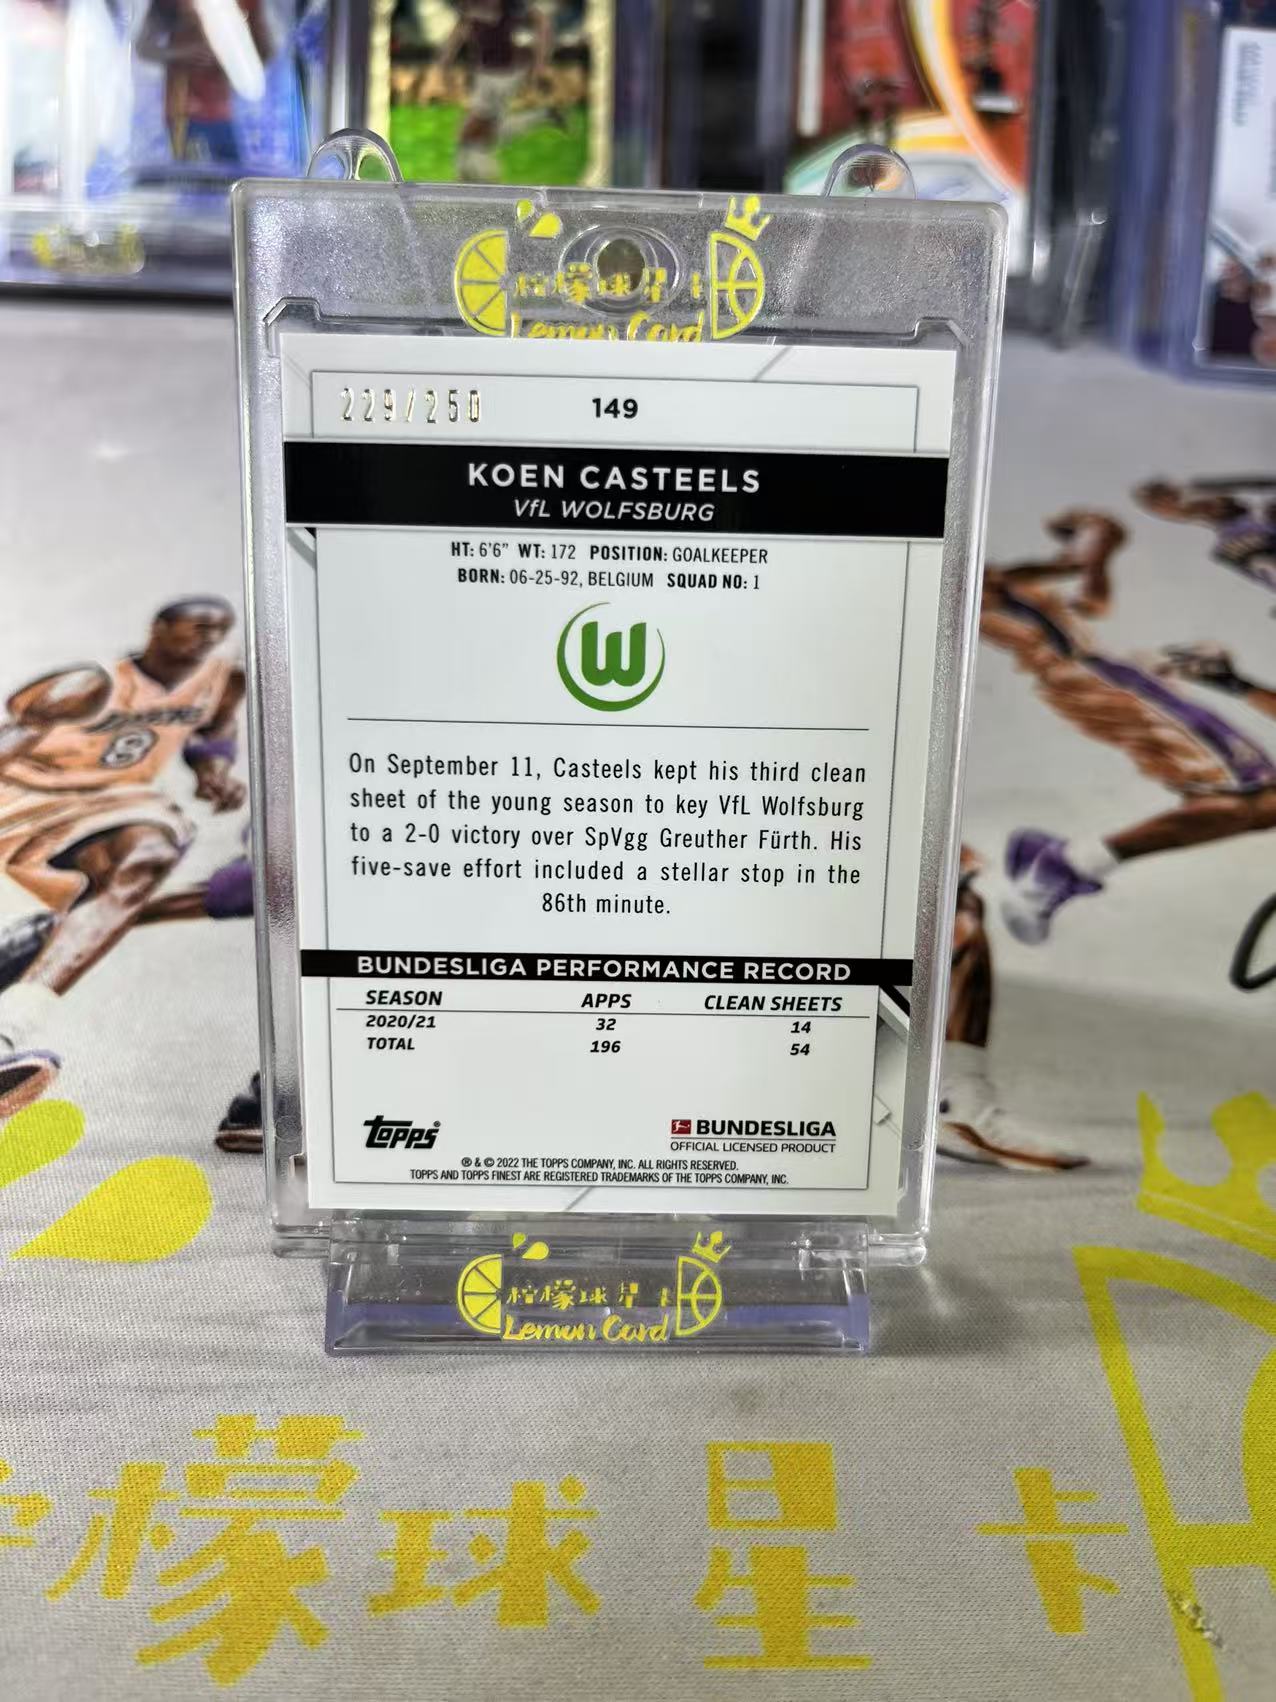 柠檬球星卡
Lemon Card
229/250
149
KOEN CASTEELS
VfL WOLFSBURG
HT: 6'6" WT: 172 POSITION: GOALKEEPER
BORN: 06-25-92, BELGIUM SQUAD NO: 1
W
On September 11, Casteels kept his third clean
sheet of the young season to key VfL Wolfsburg
to a 2-0 victory over SpVgg Greuther Fürth. His
five-save effort included a stellar stop in the
86th minute.
BUNDESLIGA PERFORMANCE RECORD
SEASON APPS CLEAN SHEETS
2020/21 32 14
TOTAL 196 54
topps
BUNDESLIGA
OFFICIAL LICENSED PRODUCT
® & © 2022 THE TOPPS COMPANY, INC. ALL RIGHTS RESERVED.
TOPPS AND TOPPS FINEST ARE REGISTERED TRADEMARKS OF THE TOPPS COMPANY, INC.
柠檬球星卡
Lemon Card
8
檬球星卡